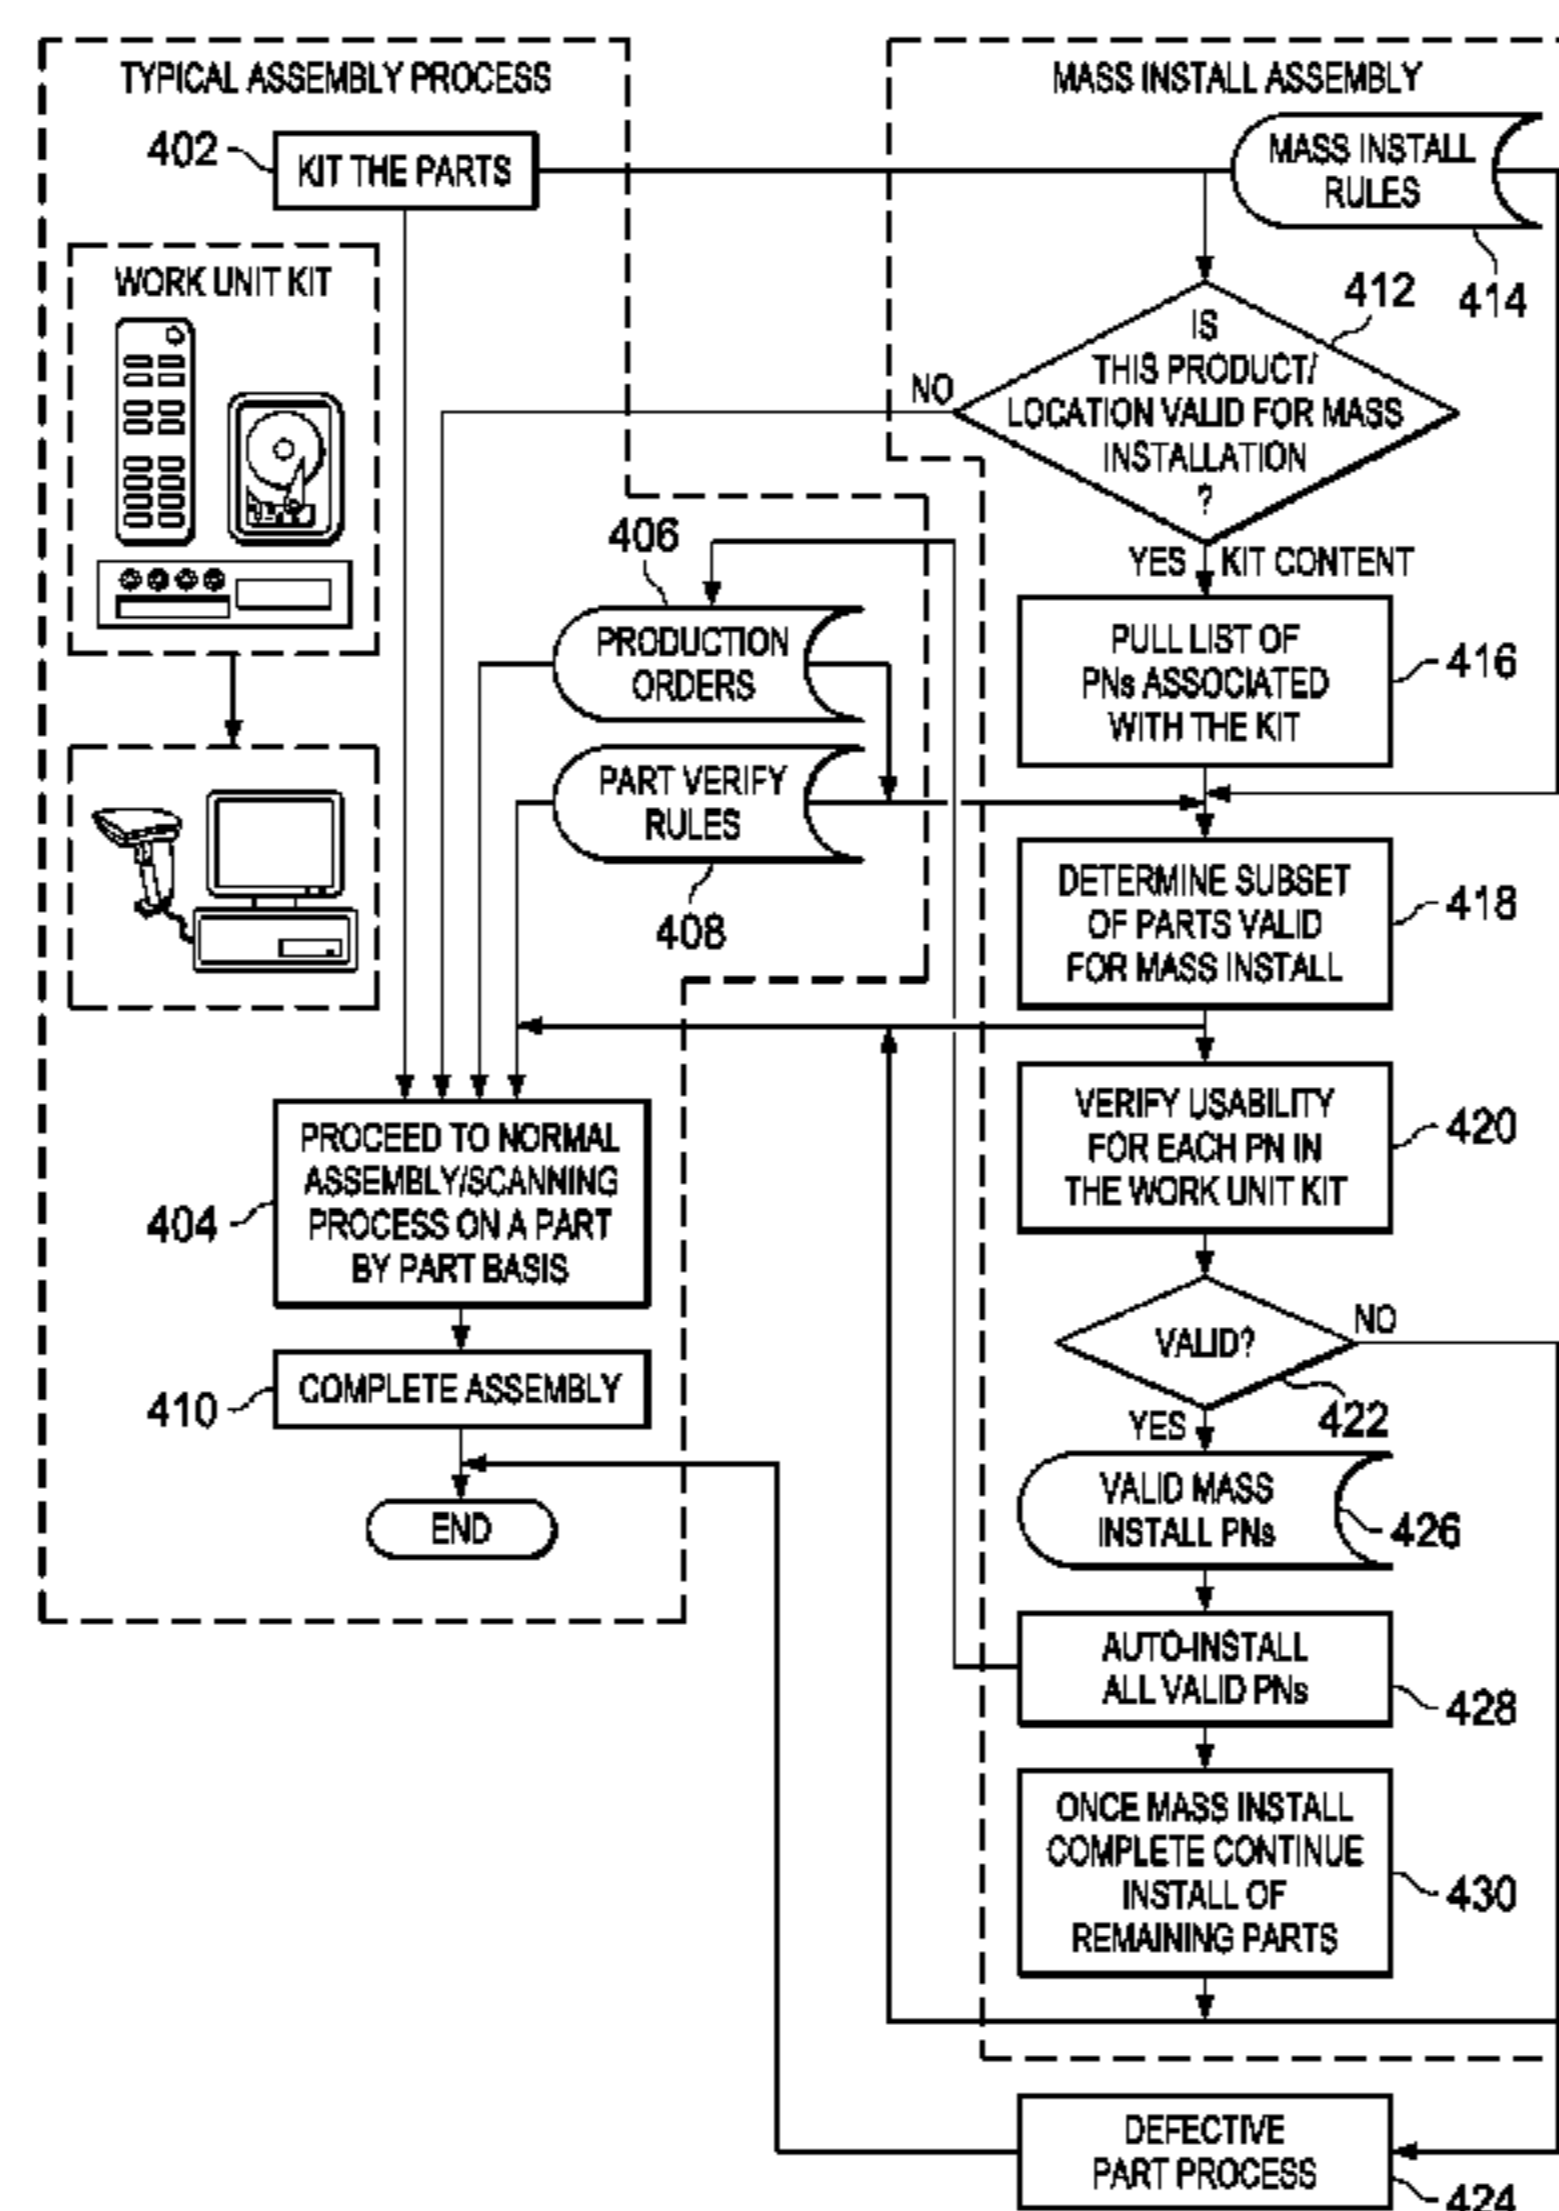 TYPICAL ASSEMBLY PROCESS
402
KIT THE PARTS
WORK UNIT KIT
406
PRODUCTION
ORDERS
PART VERIFY
RULES
408
PROCEED TO NORMAL
ASSEMBLY/SCANNING
PROCESS ON A PART
BY PART BASIS
404
COMPLETE ASSEMBLY
410
END
MASS INSTALL ASSEMBLY
MASS INSTALL
RULES
414
412
IS
THIS PRODUCT/
LOCATION VALID FOR MASS
INSTALLATION
?
NO
YES
KIT CONTENT
PULL LIST OF
PNs ASSOCIATED
WITH THE KIT
416
DETERMINE SUBSET
OF PARTS VALID
FOR MASS INSTALL
418
VERIFY USABILITY
FOR EACH PN IN
THE WORK UNIT KIT
420
VALID?
NO
422
YES
VALID MASS
INSTALL PNs
426
AUTO-INSTALL
ALL VALID PNs
428
ONCE MASS INSTALL
COMPLETE CONTINUE
INSTALL OF
REMAINING PARTS
430
DEFECTIVE
PART PROCESS
424